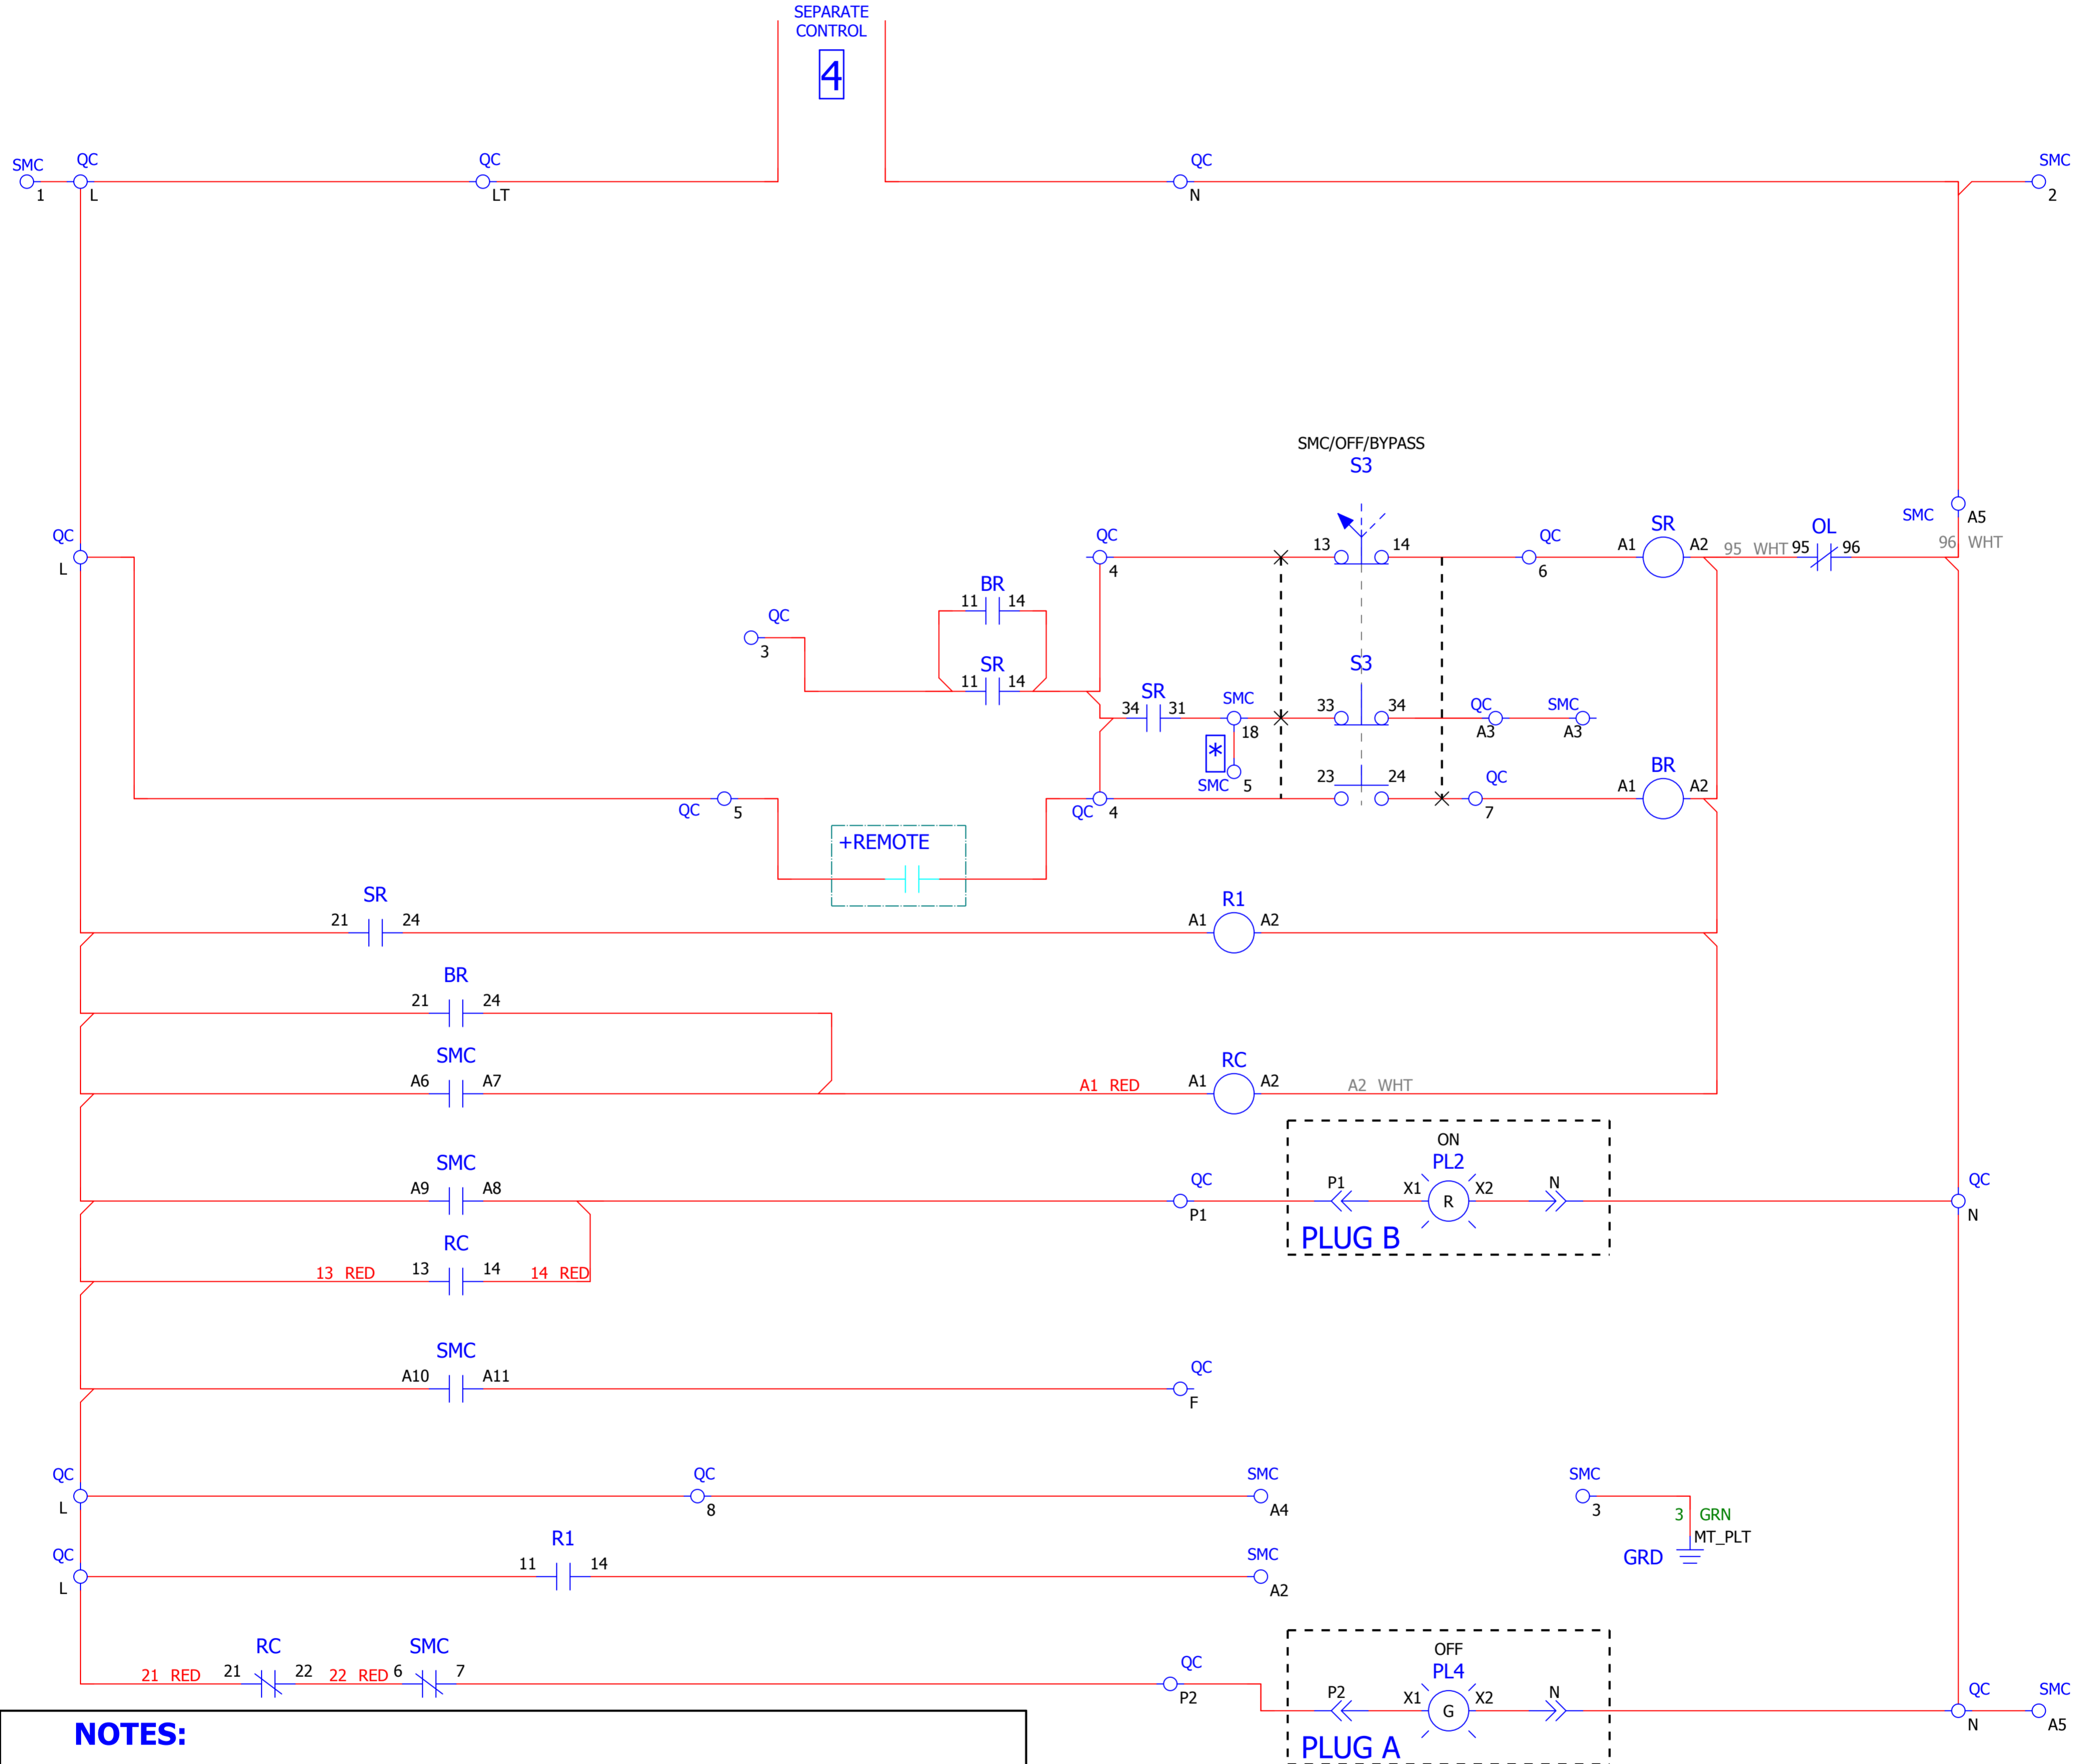 SEPARATE
CONTROL
4
SMC
1
QC
L
QC
LT
QC
N
SMC
2
SMC/OFF/BYPASS
S3
QC
L
QC
4
13
14
QC
6
SR
A1
A2
95 WHT
OL
95
96
SMC
A5
96 WHT
BR
11
14
QC
3
SR
11
14
S3
SR
34
31
SMC
18
33
34
QC
A3
SMC
A3
*
SMC
5
QC
5
QC
4
23
24
QC
7
BR
A1
A2
+REMOTE
SR
21
24
R1
A1
A2
BR
21
24
SMC
A6
A7
A1 RED
RC
A1
A2
A2 WHT
SMC
A9
A8
QC
P1
ON
PL2
P1
X1
R
X2
N
PLUG B
QC
N
RC
13 RED
13
14
14 RED
SMC
A10
A11
QC
F
QC
L
QC
8
SMC
A4
SMC
3
3 GRN
MT_PLT
GRD
QC
L
R1
11
14
SMC
A2
RC
21 RED
21
22
22 RED
SMC
6
7
QC
P2
OFF
PL4
P2
X1
G
X2
N
PLUG A
QC
N
SMC
A5
NOTES: